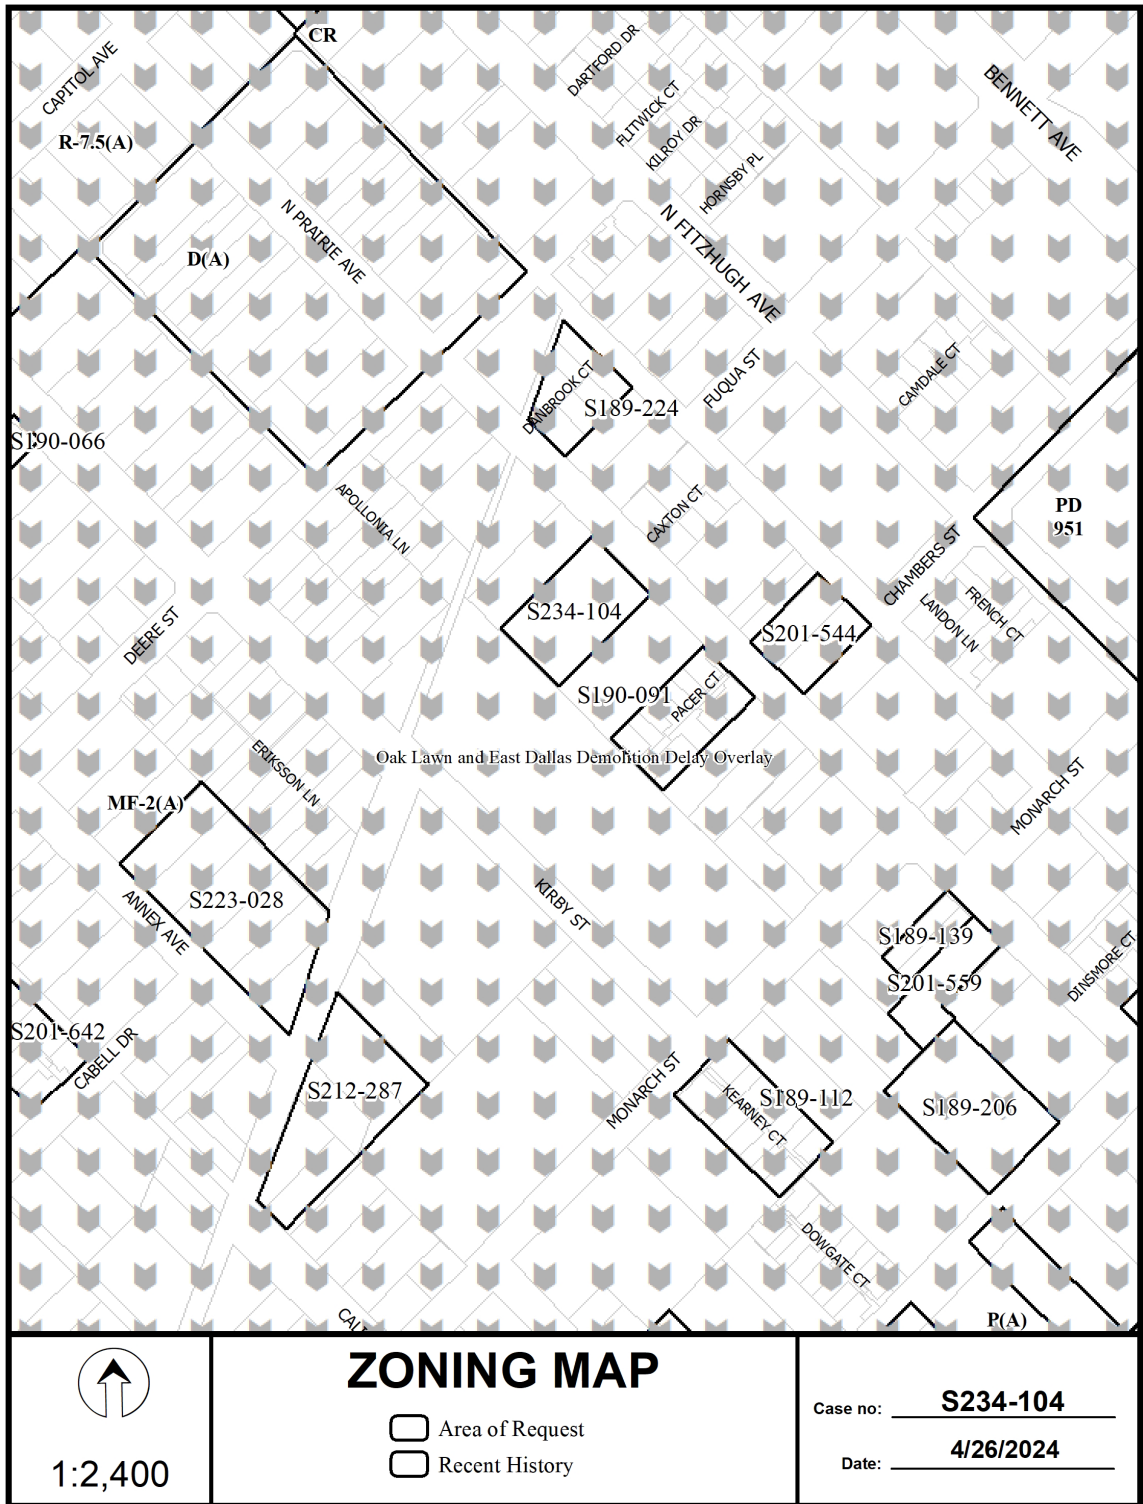 CR
CAPITOL AVE
R-7.5(A)
DARTFORD DR
FLITWICK CT
KILROY DR
HORNSBY PL
BENNETT AVE
N PRAIRIE AVE
D(A)
N FITZHUGH AVE
DANBROOK CT
S189-224
FUQUA ST
CAMDALE CT
S190-066
APOLLONIA LN
CAXTON CT
PD
951
CHAMBERS ST
FRENCH CT
LANDON LN
DEERE ST
S234-104
S201-544
S190-091
PACER CT
Oak Lawn and East Dallas Demolition Delay Overlay
ERIKSSON LN
MF-2(A)
MONARCH ST
S223-028
ANNEX AVE
KIRBY ST
S189-139
S201-559
DINSMORE CT
S201-642
CABELL DR
S212-287
MONARCH ST
KEARNEY CT
S189-112
S189-206
DOWGATE CT
P(A)
ZONING MAP
Area of Request
Recent History
1:2,400
Case no: S234-104
Date: 4/26/2024